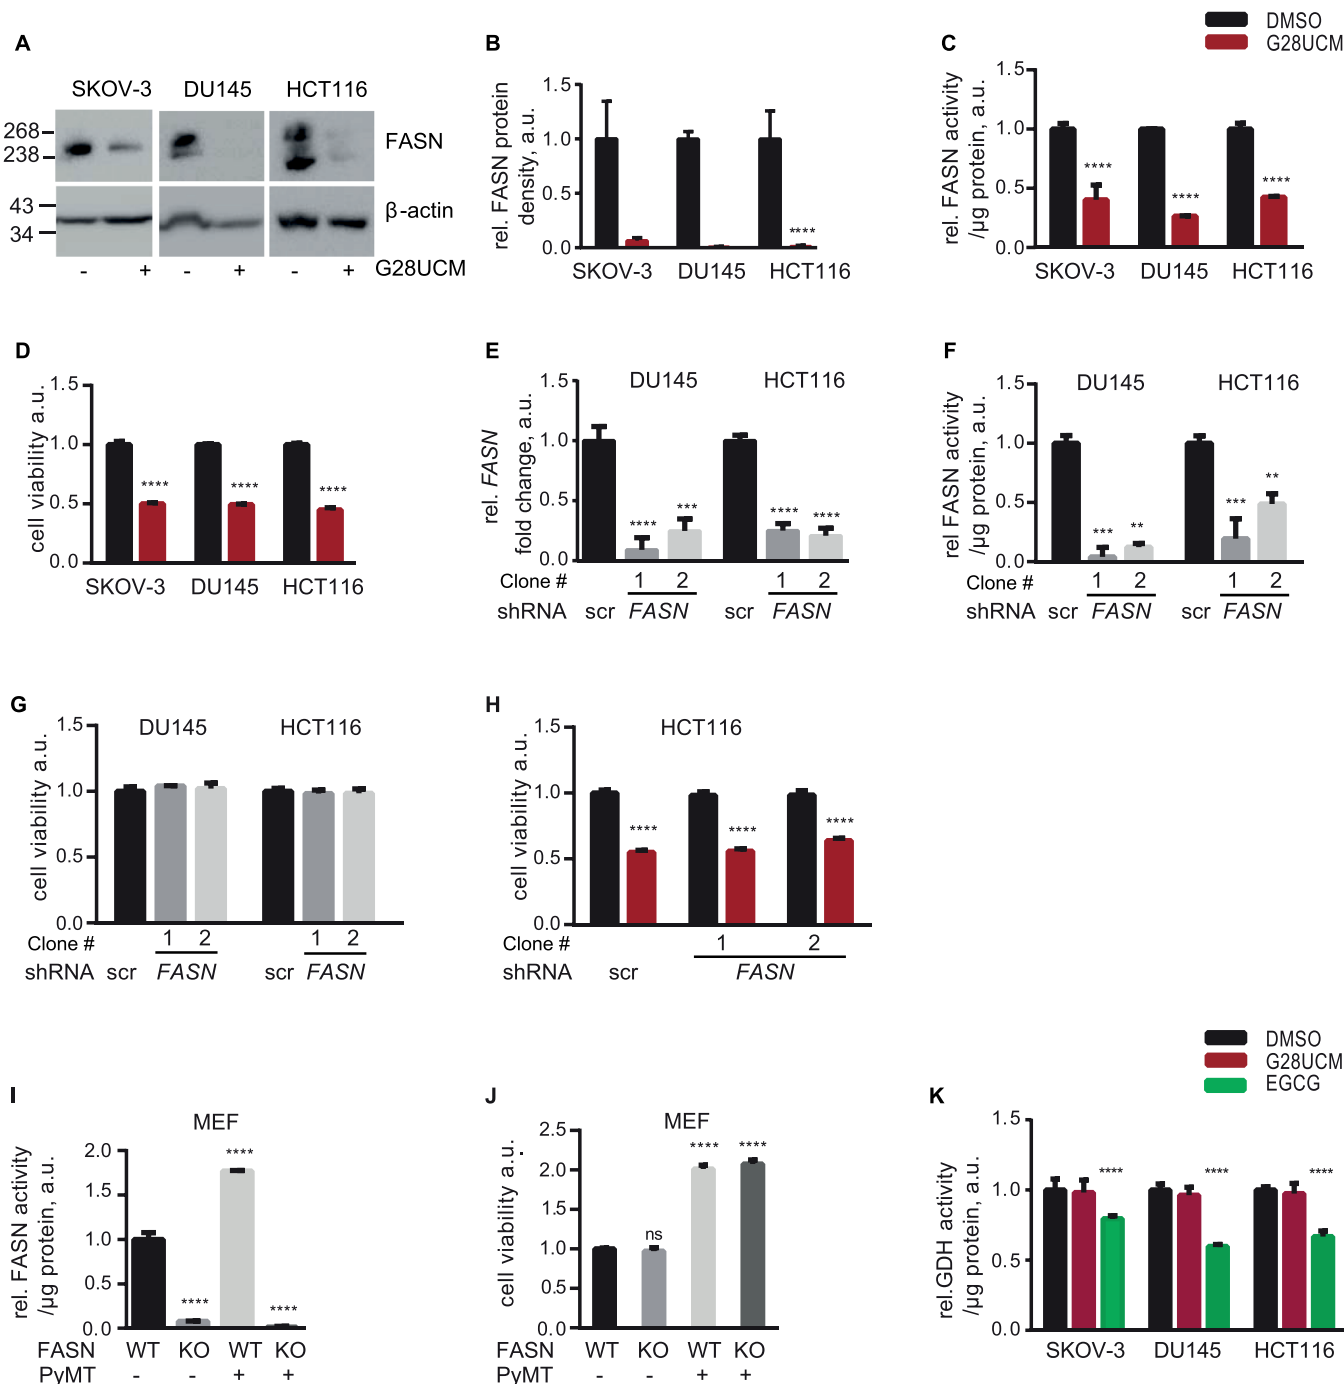 DMSO
G28UCM
A
SKOV-3 DU145 HCT116
268
238
FASN
43
34
β-actin
- + - + - + G28UCM
B
rel. FASN protein
density, a.u.
1.5
1.0
0.5
0.0
****
SKOV-3 DU145 HCT116
C
rel. FASN activity
/µg protein, a.u.
1.5
1.0
0.5
0.0
**** **** ****
SKOV-3 DU145 HCT116
D
cell viability a.u.
1.5
1.0
0.5
0.0
**** **** ****
SKOV-3 DU145 HCT116
E
rel. FASN
fold change, a.u.
DU145 HCT116
1.5
1.0
0.5
0.0
**** *** **** ****
Clone # 1 2 1 2
shRNA scr FASN scr FASN
F
rel FASN activity
/µg protein, a.u.
DU145 HCT116
1.5
1.0
0.5
0.0
*** ** *** **
Clone # 1 2 1 2
shRNA scr FASN scr FASN
G
cell viability a.u.
DU145 HCT116
1.5
1.0
0.5
0.0
Clone # 1 2 1 2
shRNA scr FASN scr FASN
H
cell viability a.u.
HCT116
1.5
1.0
0.5
0.0
**** **** ****
Clone # 1 2
shRNA scr FASN
I
rel. FASN activity
/µg protein, a.u.
MEF
2.0
1.5
1.0
0.5
0.0
**** **** ****
FASN WT KO WT KO
PyMT - - + +
J
cell viability a.u.
MEF
2.5
2.0
1.5
1.0
0.5
0.0
ns **** ****
WT KO WT KO
- - + +
DMSO
G28UCM
EGCG
K
rel.GDH activity
/µg protein, a.u.
1.5
1.0
0.5
0.0
**** **** ****
SKOV-3 DU145 HCT116